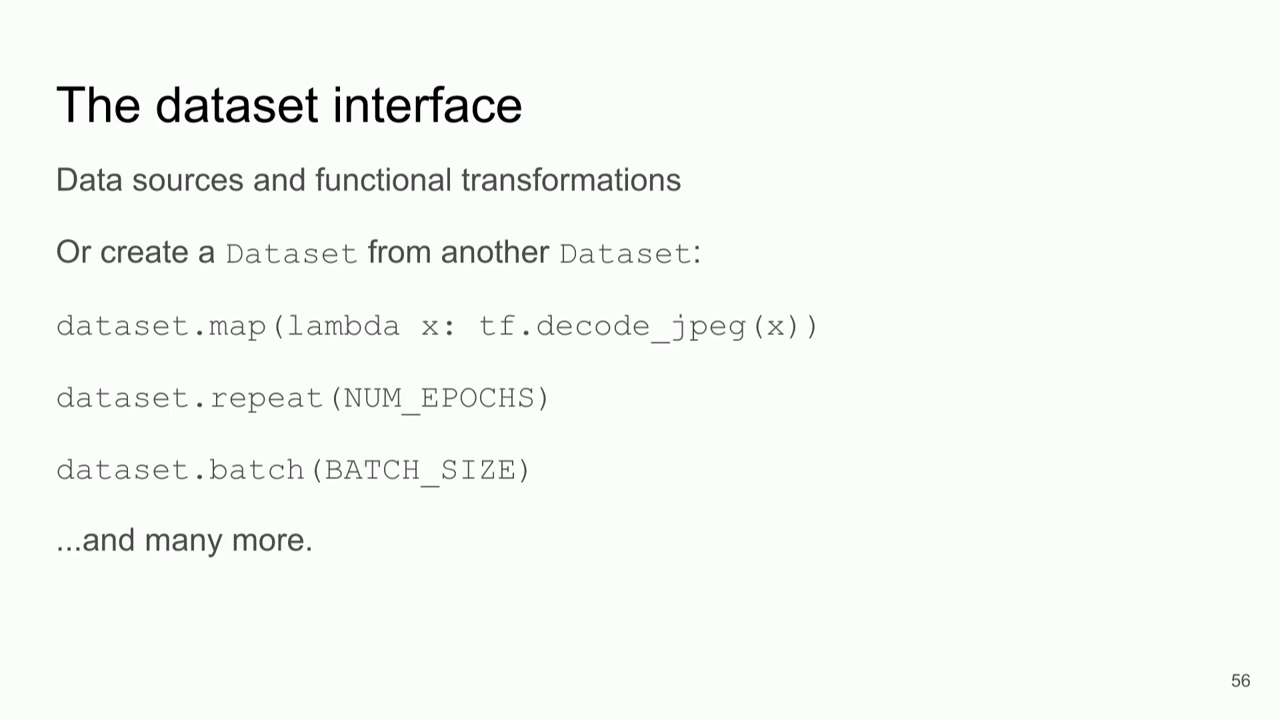 The dataset interface
Data sources and functional transformations
Or create a Dataset from another Dataset:
dataset.map(lambda x: tf.decode_jpeg(x))
dataset.repeat(NUM_EPOCHS)
dataset.batch(BATCH_SIZE)
...and many more.
56